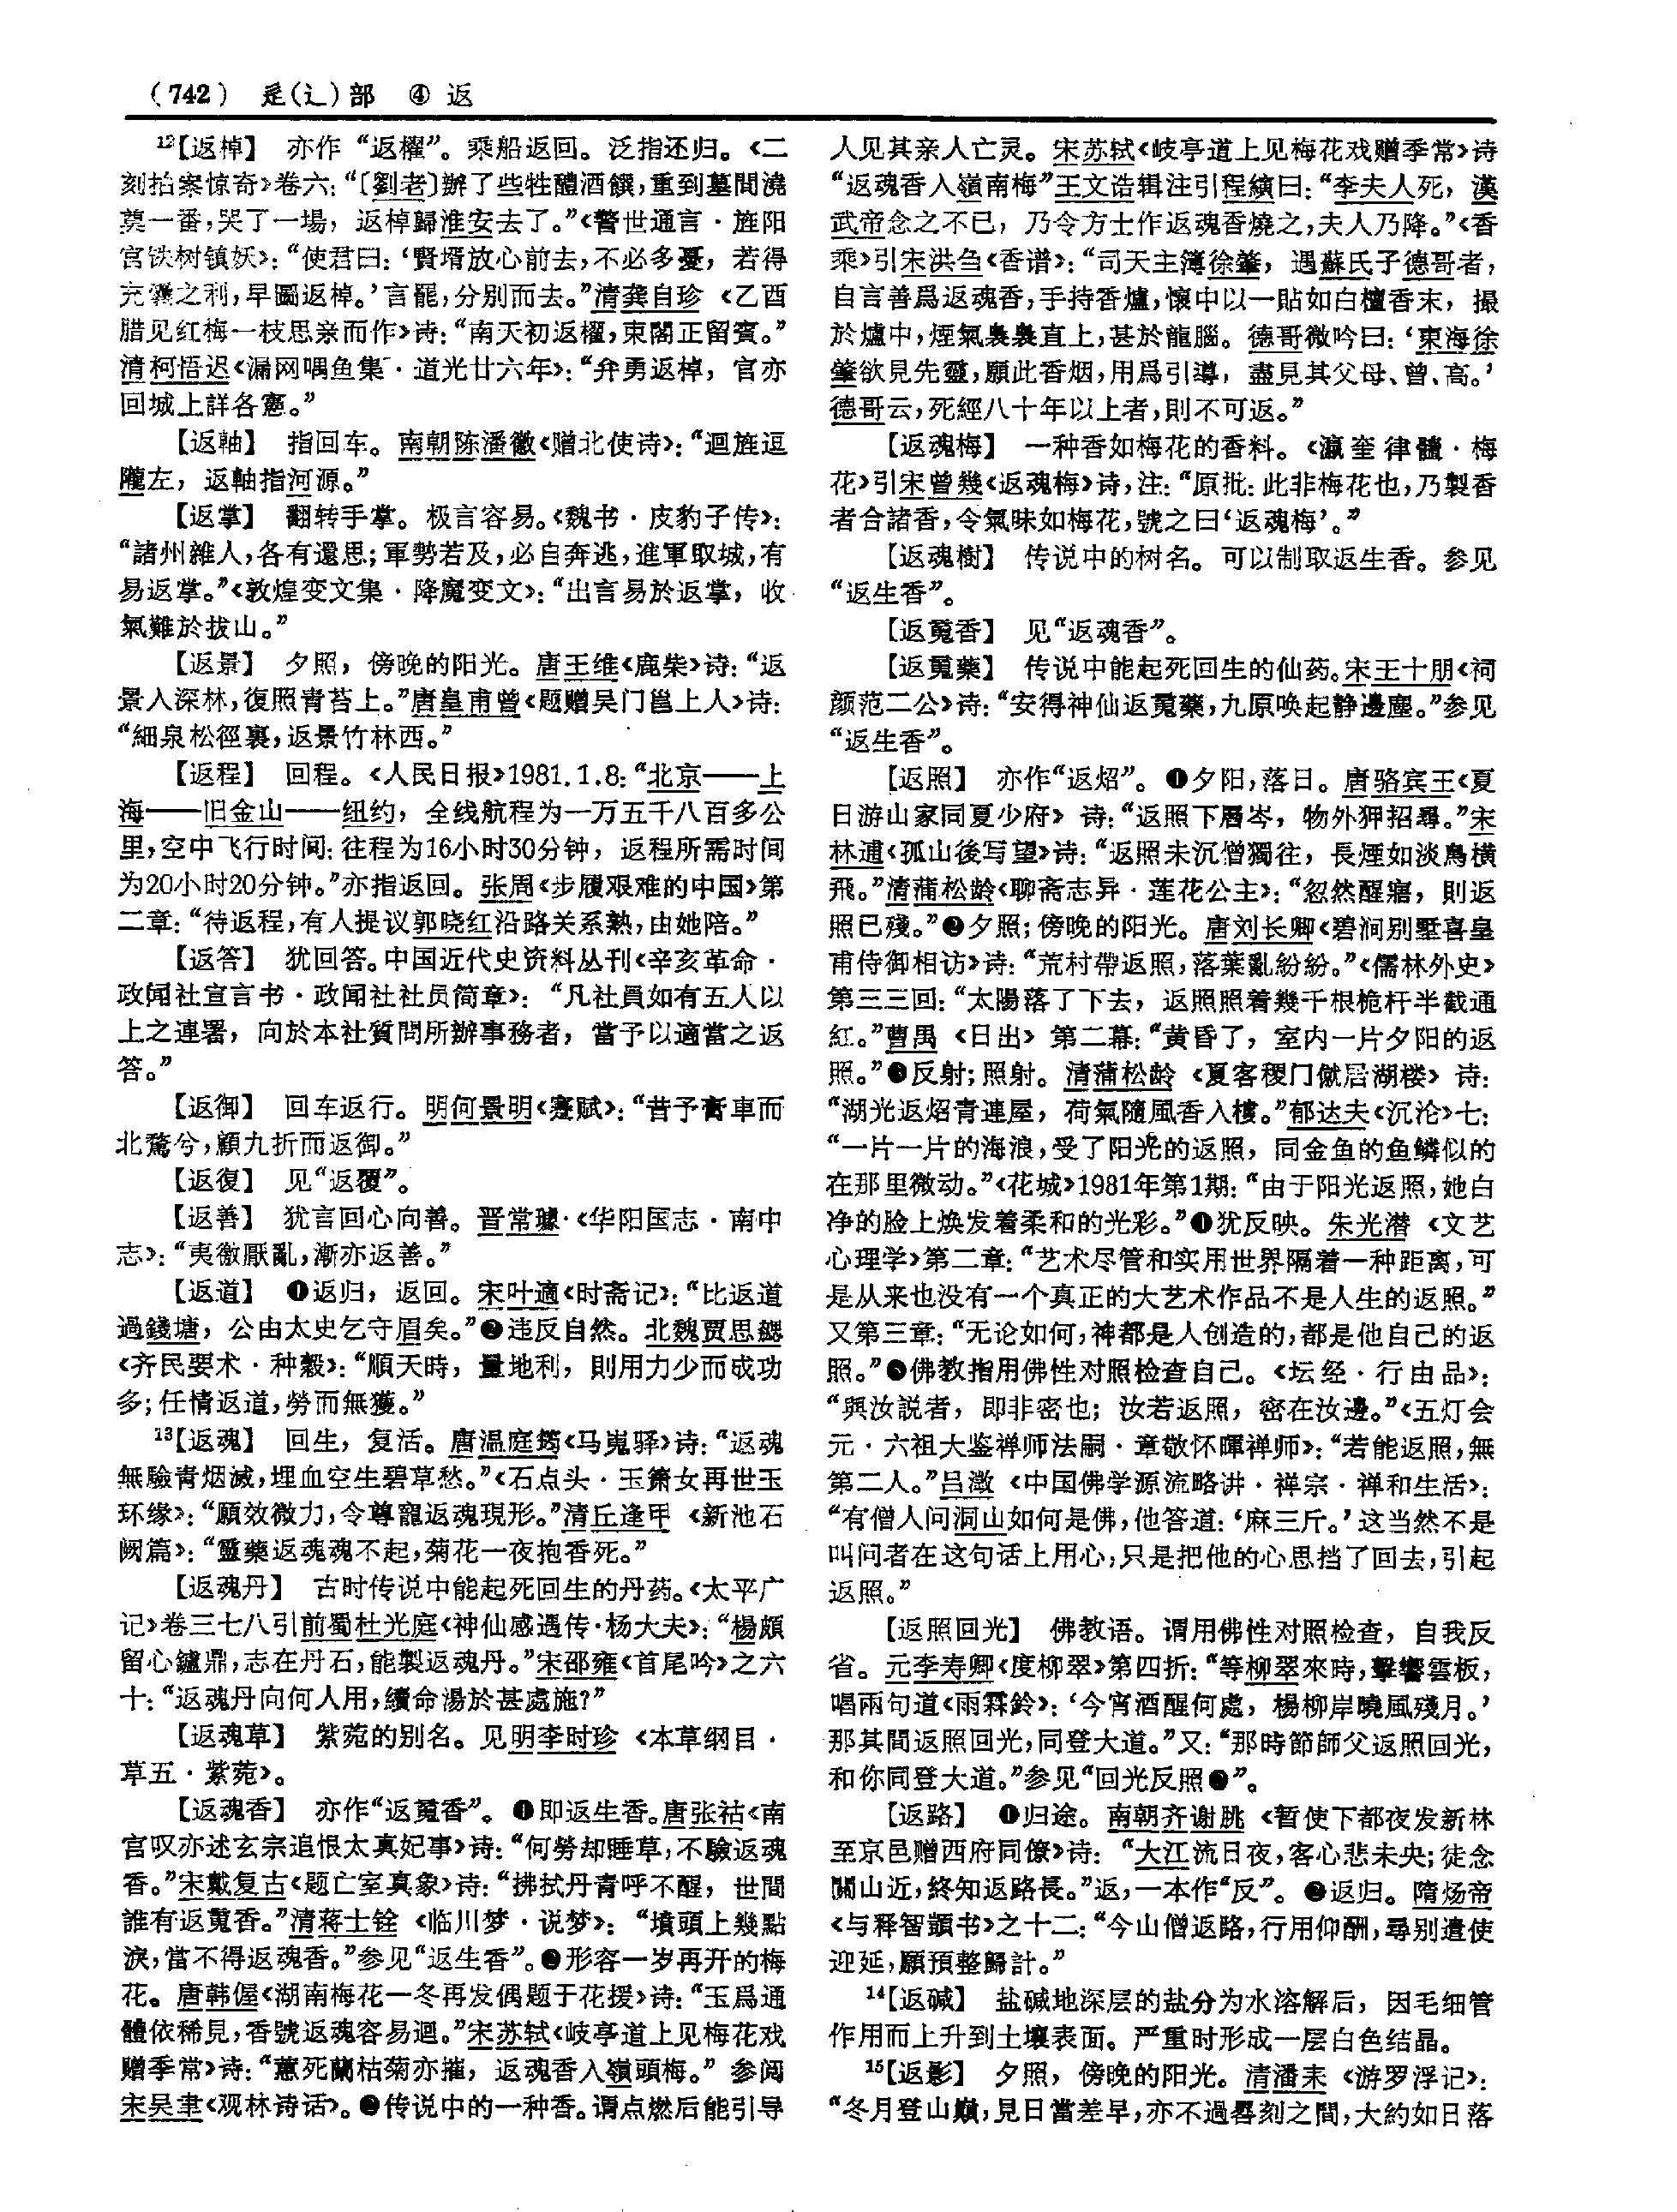 （742） 辵(辶)部 ④ 返
12【返棹】 亦作“返櫂”。乘船返回。泛指还归。《二
刻拍案惊奇》卷六：“〔劉老〕辦了些牲醴酒饌，重到墓間澆
奠一番，哭了一場，返棹歸淮安去了。”《警世通言·旌阳
宫铁树镇妖》：“使君曰：‘賢壻放心前去，不必多憂，若得
充囊之利，早圖返棹。’言罷，分别而去。”清龚自珍《乙酉
腊见红梅一枝思亲而作》诗：“南天初返櫂，東閣正留賓。”
清柯悟迟《漏网喁鱼集·道光廿六年》：“弁勇返棹，官亦
回城上詳各憲。”
【返軸】 指回车。南朝陈潘徽《赠北使诗》：“迴旌逗
隴左，返軸指河源。”
【返掌】 翻转手掌。极言容易。《魏书·皮豹子传》：
“諸州雜人，各有還思；軍勢若及，必自奔逃，進軍取城，有
易返掌。”《敦煌变文集·降魔变文》：“出言易於返掌，收
氣難於拔山。”
【返景】 夕照，傍晚的阳光。唐王维《鹿柴》诗：“返
景入深林，復照青苔上。”唐皇甫曾《题赠吴门邕上人》诗：
“細泉松徑裏，返景竹林西。”
【返程】 回程。《人民日报》1981.1.8：“北京——上
海——旧金山——纽约，全线航程为一万五千八百多公
里，空中飞行时间：往程为16小时30分钟，返程所需时间
为20小时20分钟。”亦指返回。张周《步履艰难的中国》第
二章：“待返程，有人提议郭晓红沿路关系熟，由她陪。”
【返答】 犹回答。中国近代史资料丛刊《辛亥革命·
政闻社宣言书·政闻社社员简章》：“凡社員如有五人以
上之連署，向於本社質問所辦事務者，當予以適當之返
答。”
【返御】 回车返行。明何景明《蹇赋》：“昔予膏車而
北騖兮，顧九折而返御。”
【返復】 见“返覆”。
【返善】 犹言回心向善。晋常璩《华阳国志·南中
志》：“夷徼厭亂，漸亦返善。”
【返道】 ❶返归，返回。宋叶適《时斋记》：“比返道
過錢塘，公由太史乞守眉矣。”❷违反自然。北魏贾思勰
《齐民要术·种穀》：“順天時，量地利，則用力少而成功
多；任情返道，勞而無獲。”
13【返魂】 回生，复活。唐温庭筠《马嵬驿》诗：“返魂
無驗青烟滅，埋血空生碧草愁。”《石点头·玉箫女再世玉
环缘》：“願效微力，令尊寵返魂現形。”清丘逢甲《新池石
阙篇》：“靈藥返魂魂不起，菊花一夜抱香死。”
【返魂丹】 古时传说中能起死回生的丹药。《太平广
记》卷三七八引前蜀杜光庭《神仙感遇传·杨大夫》：“楊頗
留心鑪鼎，志在丹石，能製返魂丹。”宋邵雍《首尾吟》之六
十：“返魂丹向何人用，續命湯於甚處施？”
【返魂草】 紫菀的别名。见明李时珍《本草纲目·
草五·紫菀》。
【返魂香】 亦作“返蒐香”。❶即返生香。唐张祜《南
宫叹亦述玄宗追恨太真妃事》诗：“何勞却睡草，不驗返魂
香。”宋戴复古《题亡室真象》诗：“拂拭丹青呼不醒，世間
誰有返蒐香。”清蒋士铨《临川梦·说梦》：“墳頭上幾點
淚，當不得返魂香。”参见“返生香”。❷形容一岁再开的梅
花。唐韩偓《湖南梅花一冬再发偶题于花援》诗：“玉爲通
體依稀見，香號返魂容易迴。”宋苏轼《岐亭道上见梅花戏
赠季常》诗：“蕙死蘭枯菊亦摧，返魂香入嶺頭梅。”参阅
宋吴聿《观林诗话》。❸传说中的一种香。谓点燃后能引导
人见其亲人亡灵。宋苏轼《岐亭道上见梅花戏赠季常》诗
“返魂香入嶺南梅”王文诰辑注引程縯曰：“李夫人死，漢
武帝念之不已，乃令方士作返魂香燒之，夫人乃降。”《香
乘》引宋洪刍《香谱》：“司天主簿徐肇，遇蘇氏子德哥者，
自言善爲返魂香，手持香爐，懷中以一貼如白檀香末，撮
於爐中，煙氣裊裊直上，甚於龍腦。德哥微吟曰：‘東海徐
肇欲見先靈，願此香烟，用爲引導，盡見其父母、曾、高。’
德哥云，死經八十年以上者，則不可返。”
【返魂梅】 一种香如梅花的香料。《瀛奎律髓·梅
花》引宋曾幾《返魂梅》诗，注：“原批：此非梅花也，乃製香
者合諸香，令氣味如梅花，號之曰‘返魂梅’。”
【返魂樹】 传说中的树名。可以制取返生香。参见
“返生香”。
【返蒐香】 见“返魂香”。
【返蒐藥】 传说中能起死回生的仙药。宋王十朋《祠
颜范二公》诗：“安得神仙返蒐藥，九原唤起静邊塵。”参见
“返生香”。
【返照】 亦作“返炤”。❶夕阳，落日。唐骆宾王《夏
日游山家同夏少府》诗：“返照下層岑，物外狎招尋。”宋
林逋《孤山後写望》诗：“返照未沉僧獨往，長煙如淡鳥橫
飛。”清蒲松龄《聊斋志异·莲花公主》：“忽然醒寤，則返
照已殘。”❷夕照；傍晚的阳光。唐刘长卿《碧涧别墅喜皇
甫侍御相访》诗：“荒村帶返照，落葉亂紛紛。”《儒林外史》
第三三回：“太陽落了下去，返照照着幾千根桅杆半截通
紅。”曹禺《日出》第二幕：“黄昏了，室内一片夕阳的返
照。”❸反射；照射。清蒲松龄《夏客稷门僦居湖楼》诗：
“湖光返炤青連屋，荷氣隨風香入樓。”郁达夫《沉沦》七：
“一片一片的海浪，受了阳光的返照，同金鱼的鱼鳞似的
在那里微动。”《花城》1981年第1期：“由于阳光返照，她白
净的脸上焕发着柔和的光彩。”❹犹反映。朱光潜《文艺
心理学》第二章：“艺术尽管和实用世界隔着一种距离，可
是从来也没有一个真正的大艺术作品不是人生的返照。”
又第三章：“无论如何，神都是人创造的，都是他自己的返
照。”❺佛教指用佛性对照检查自己。《坛经·行由品》：
“與汝説者，即非密也；汝若返照，密在汝邊。”《五灯会
元·六祖大鉴禅师法嗣·章敬怀暉禅师》：“若能返照，無
第二人。”吕澂《中国佛学源流略讲·禅宗·禅和生活》：
“有僧人问洞山如何是佛，他答道：‘麻三斤。’这当然不是
叫问者在这句话上用心，只是把他的心思挡了回去，引起
返照。”
【返照回光】 佛教语。谓用佛性对照检查，自我反
省。元李寿卿《度柳翠》第四折：“等柳翠來時，擊響雲板，
唱兩句道《雨霖鈴》：‘今宵酒醒何處，楊柳岸曉風殘月。’
那其間返照回光，同登大道。”又：“那時節師父返照回光，
和你同登大道。”参见“回光反照❷”。
【返路】 ❶归途。南朝齐谢朓《暂使下都夜发新林
至京邑赠西府同僚》诗：“大江流日夜，客心悲未央；徒念
關山近，終知返路長。”返，一本作“反”。❷返归。隋炀帝
《与释智顗书》之十二：“今山僧返路，行用仰酬，尋别遣使
迎延，願預整歸計。”
14【返碱】 盐碱地深层的盐分为水溶解后，因毛细管
作用而上升到土壤表面。严重时形成一层白色结晶。
15【返影】 夕照，傍晚的阳光。清潘耒《游罗浮记》：
“冬月登山巔，見日當差早，亦不過晷刻之間，大約如日落